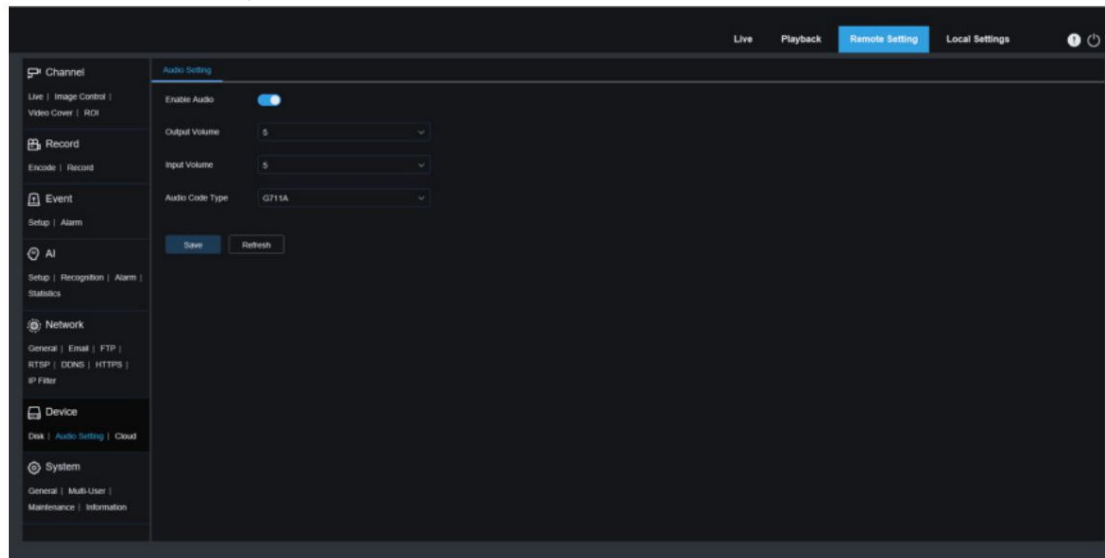 Live Playback Remote Setting Local Settings
Channel
Live | Image Control |
Video Cover | ROI
Record
Encode | Record
Event
Setup | Alarm
AI
Setup | Recognition | Alarm |
Statistics
Network
General | Email | FTP |
RTSP | DDNS | HTTPS |
IP Filter
Device
Disk | Audio Setting | Cloud
System
General | Multi-User |
Maintenance | Information
Audio Setting
Enable Audio
Output Volume 5
Input Volume 5
Audio Code Type G711A
Save Refresh